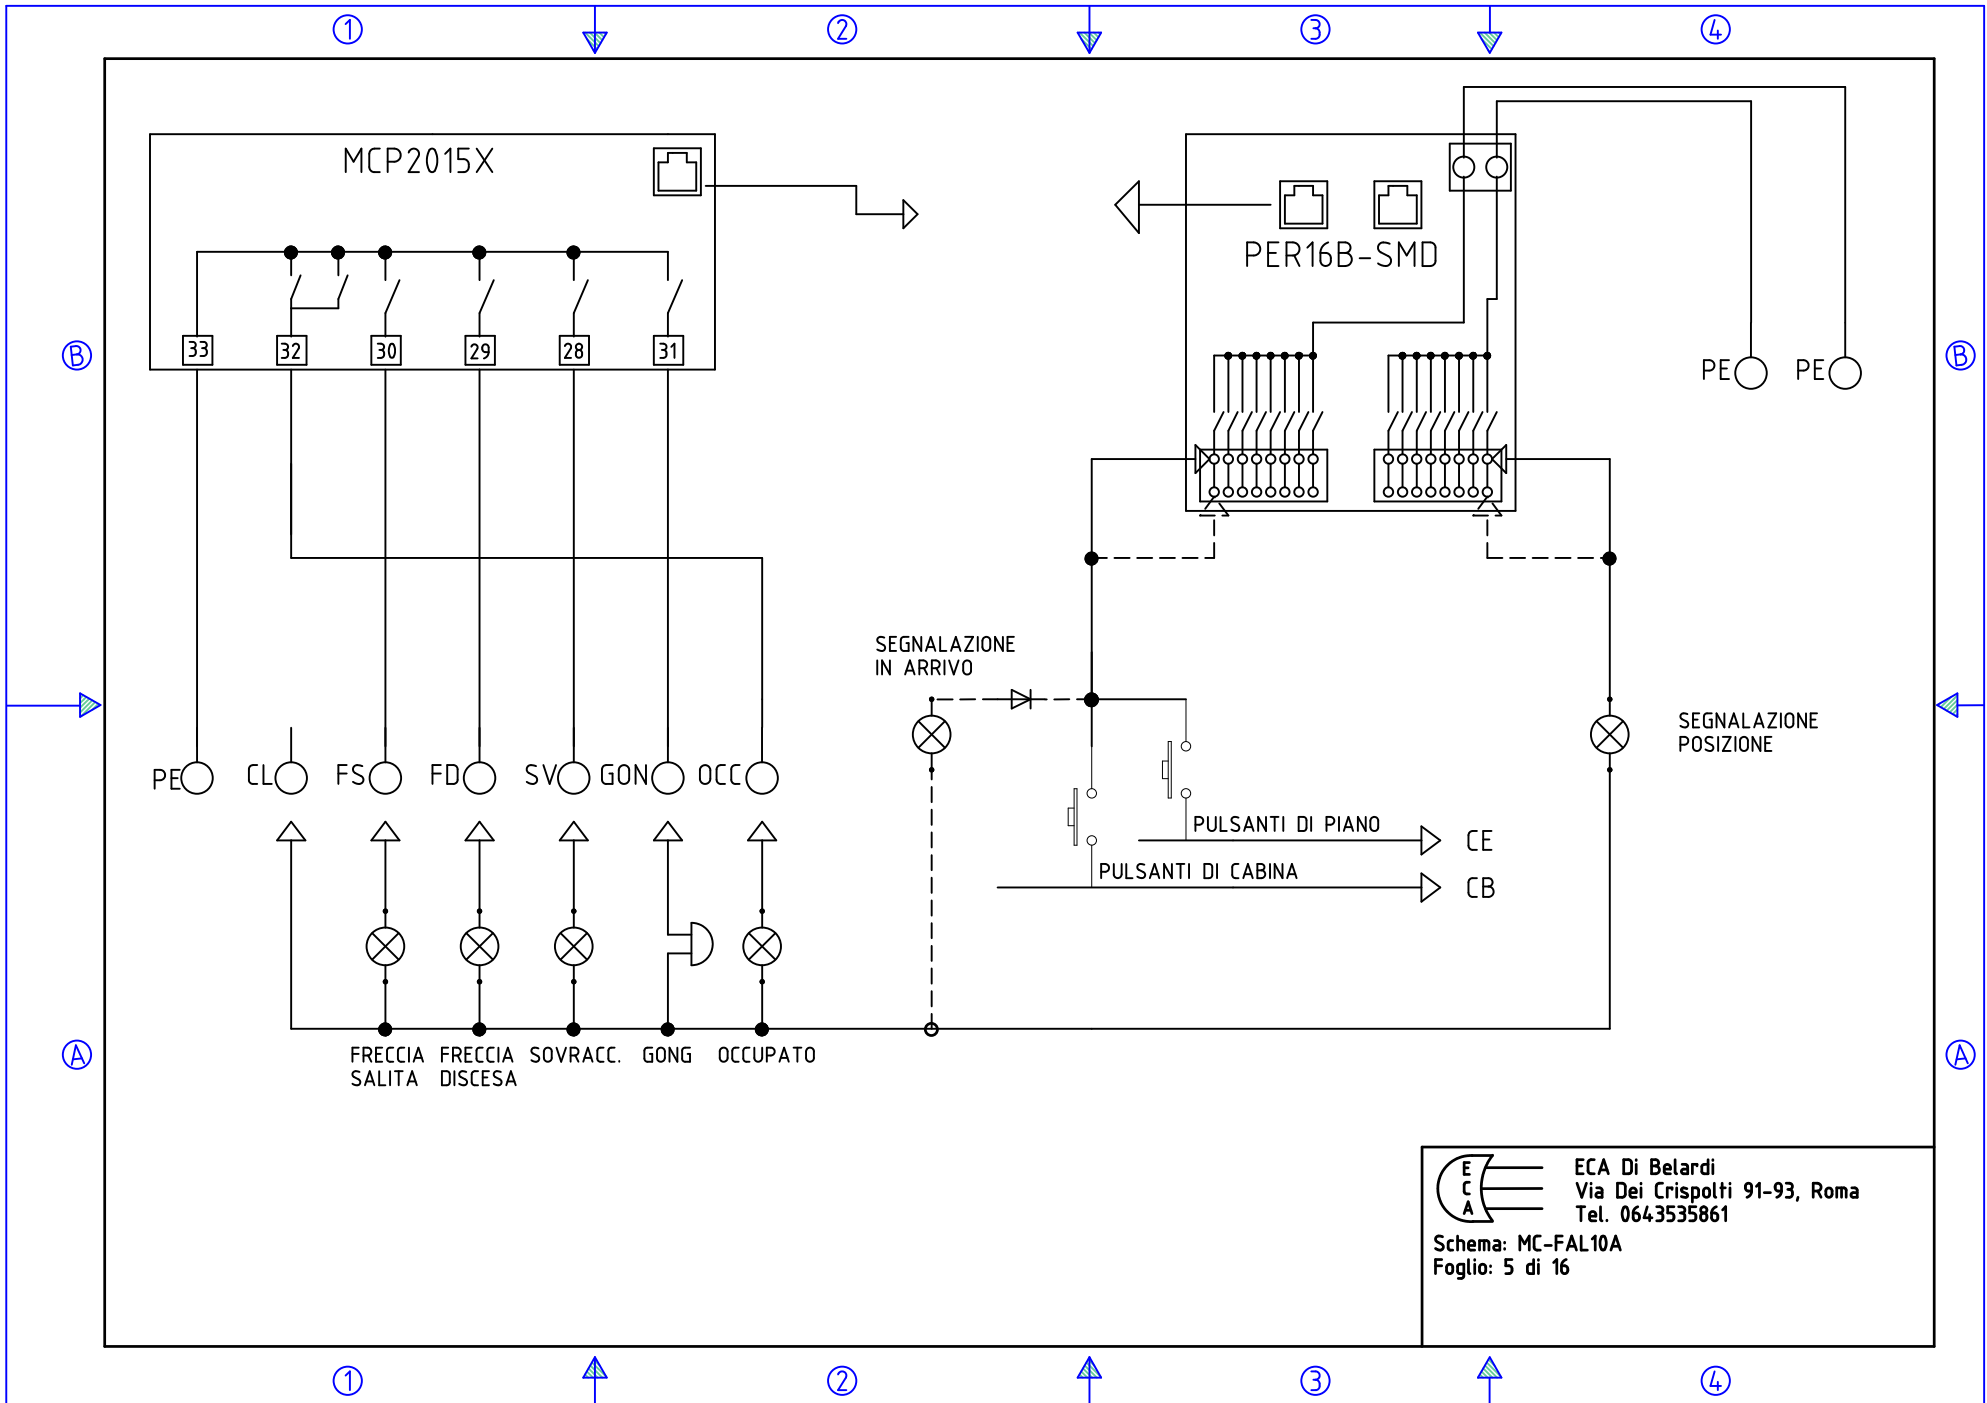 1 2 3 4
MCP2015X
PER16B-SMD
33 32 30 29 28 31
B B
PE PE
SEGNALAZIONE
IN ARRIVO
SEGNALAZIONE
POSIZIONE
PE CL FS FD SV GON OCC
PULSANTI DI PIANO CE
PULSANTI DI CABINA CB
A A
FRECCIA
SALITA
FRECCIA
DISCESA
SOVRACC.
GONG
OCCUPATO
E
C
A
ECA Di Belardi
Via Dei Crispolti 91-93, Roma
Tel. 0643535861
Schema: MC-FAL10A
Foglio: 5 di 16
1 2 3 4